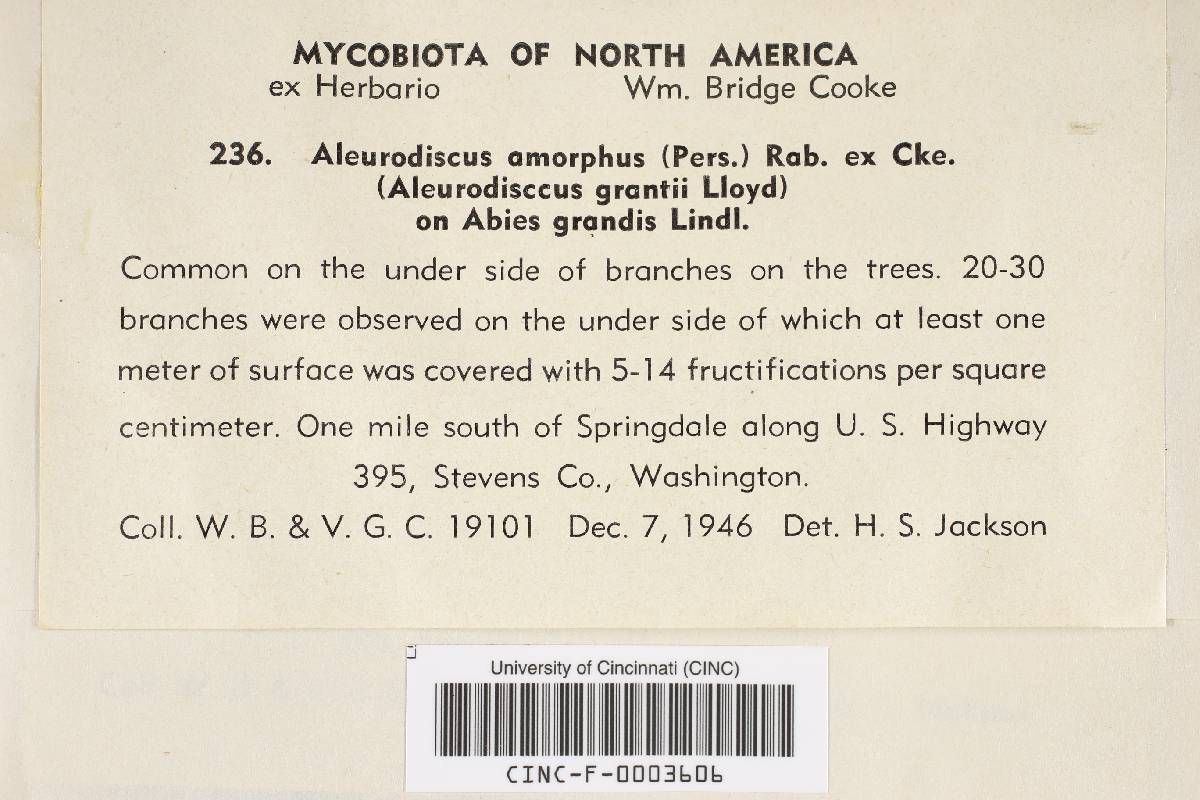 MYCOBIOTA OF NORTH AMERICA
ex Herbario Wm. Bridge Cooke
236. Aleurodiscus amorphus (Pers.) Rab. ex Cke.
(Aleurodisccus grantii Lloyd)
on Abies grandis Lindl.
Common on the under side of branches on the trees. 20-30
branches were observed on the under side of which at least one
meter of surface was covered with 5-14 fructifications per square
centimeter. One mile south of Springdale along U. S. Highway
395, Stevens Co., Washington.
Coll. W. B. & V. G. C. 19101 Dec. 7, 1946 Det. H. S. Jackson
University of Cincinnati (CINC)
CINC-F-0003606